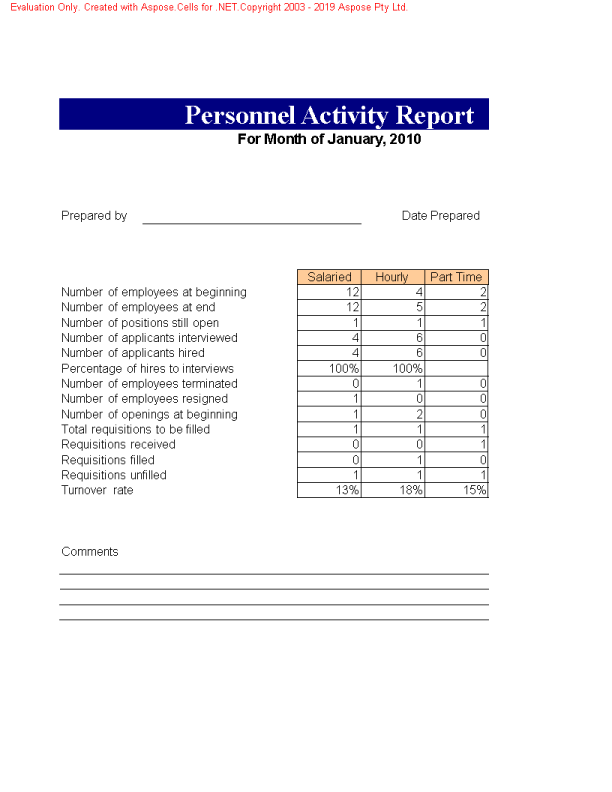 Evaluation Only. Created with Aspose.Cells for .NET.Copyright 2003 - 2019 Aspose Pty Ltd.
Personnel Activity Report
For Month of January, 2010
Prepared by Date Prepared
Salaried Hourly Part Time
Number of employees at beginning 12 4 2
Number of employees at end 12 5 2
Number of positions still open 1 1 1
Number of applicants interviewed 4 6 0
Number of applicants hired 4 6 0
Percentage of hires to interviews 100% 100%
Number of employees terminated 0 1 0
Number of employees resigned 1 0 0
Number of openings at beginning 1 2 0
Total requisitions to be filled 1 1 1
Requisitions received 0 0 1
Requisitions filled 0 1 0
Requisitions unfilled 1 1 1
Turnover rate 13% 18% 15%
Comments